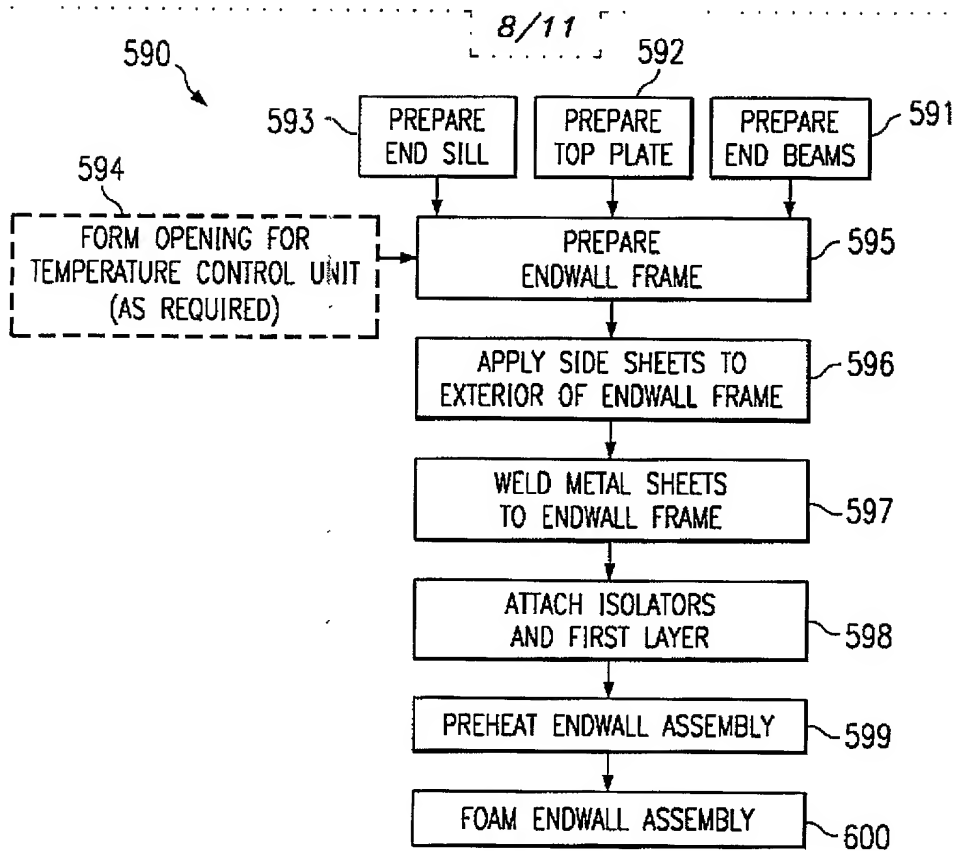 8/11
590
592
593
PREPARE
END SILL
PREPARE
TOP PLATE
PREPARE
END BEAMS
591
594
FORM OPENING FOR
TEMPERATURE CONTROL UNIT
(AS REQUIRED)
PREPARE
ENDWALL FRAME
595
APPLY SIDE SHEETS TO
EXTERIOR OF ENDWALL FRAME
596
WELD METAL SHEETS
TO ENDWALL FRAME
597
ATTACH ISOLATORS
AND FIRST LAYER
598
PREHEAT ENDWALL ASSEMBLY
599
FOAM ENDWALL ASSEMBLY
600